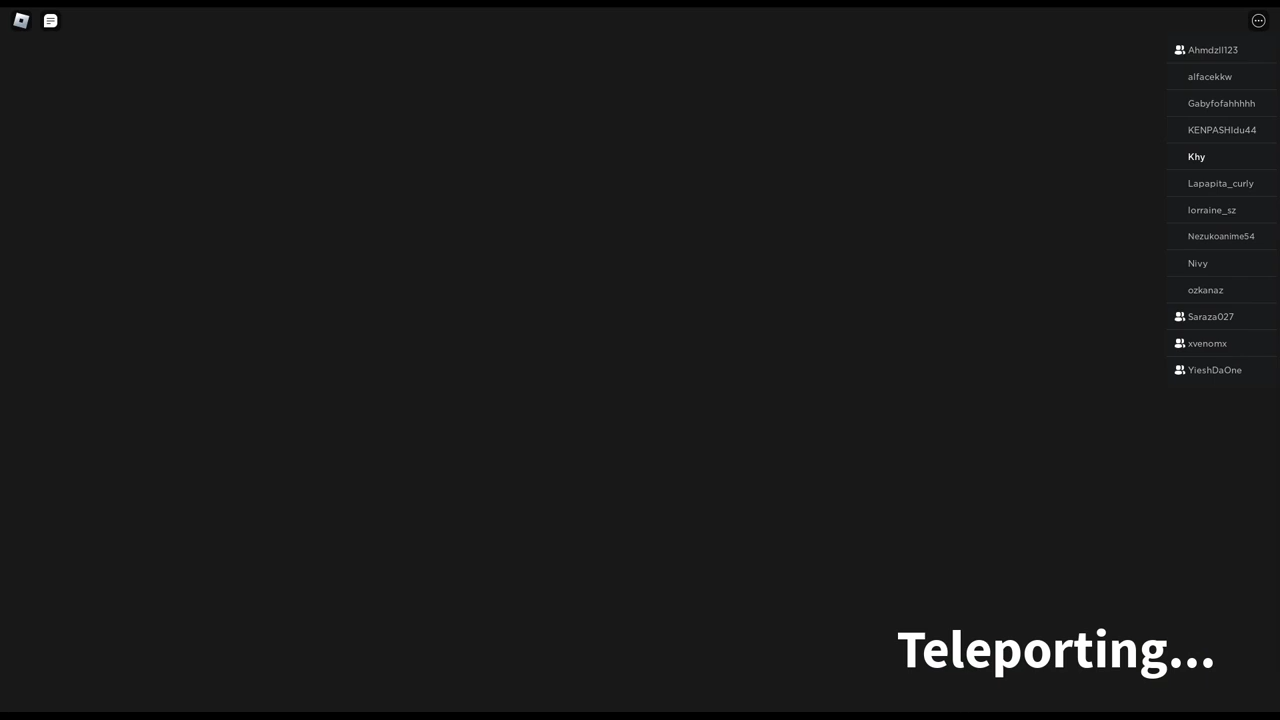 Ahmdzll123
alfacekkw
Gabyfofahhhhh
KENPASHIdu44
Khy
Lapapita_curly
lorraine_sz
Nezukoanime54
Nivy
ozkanaz
Saraza027
xvenomx
YieshDaOne
Teleporting...